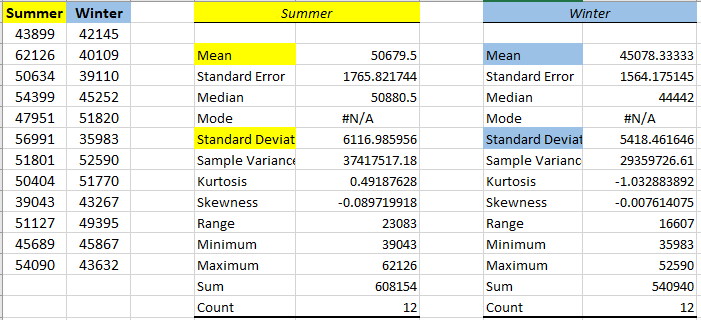 Summer Winter Summer Winter
43899 42145
62126 40109 Mean 50679.5 Mean 45078.33333
50634 39110 Standard Error 1765.821744 Standard Error 1564.175145
54399 45252 Median 50880.5 Median 44442
47951 51820 Mode #N/A Mode #N/A
56991 35983 Standard Deviat 6116.985956 Standard Deviat 5418.461646
51801 52590 Sample Variance 37417517.18 Sample Varianc 29359726.61
50404 51770 Kurtosis 0.49187628 Kurtosis -1.032883892
39043 43267 Skewness -0.089719918 Skewness -0.007614075
51127 49395 Range 23083 Range 16607
45689 45867 Minimum 39043 Minimum 35983
54090 43632 Maximum 62126 Maximum 52590
Sum 608154 Sum 540940
Count 12 Count 12